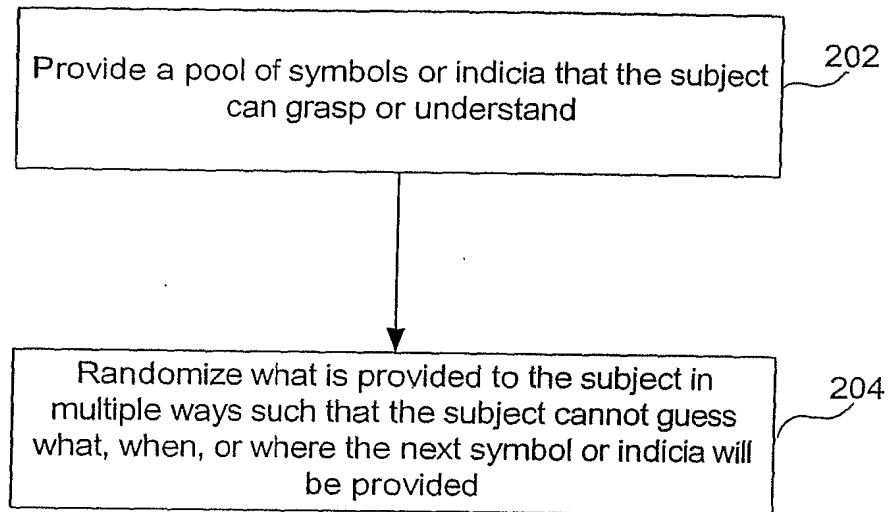 Provide a pool of symbols or indicia that the subject
can grasp or understand
202
Randomize what is provided to the subject in
multiple ways such that the subject cannot guess
what, when, or where the next symbol or indicia will
be provided
204